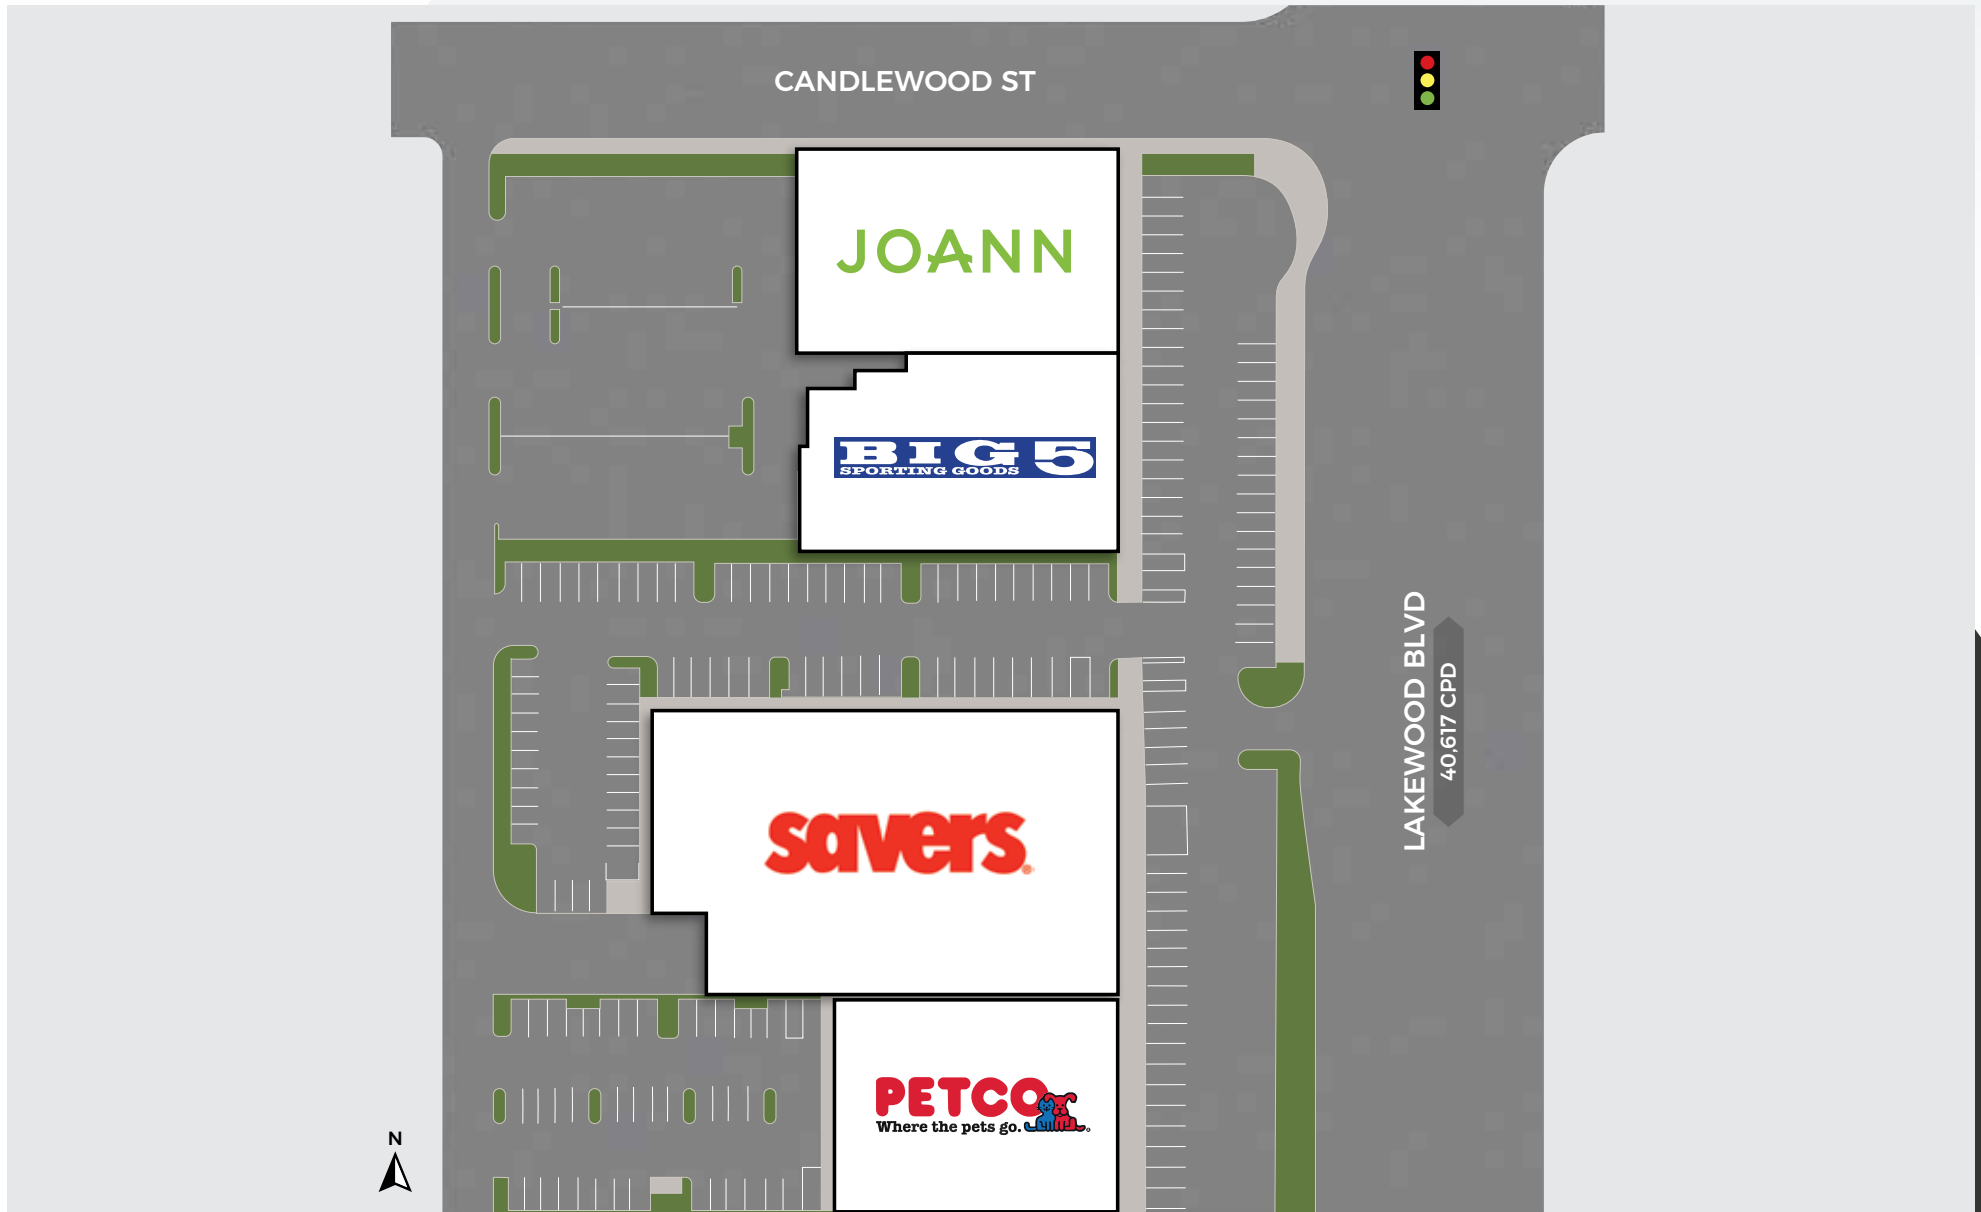 CANDLEWOOD ST
JOANN
BIG 5
SPORTING GOODS
LAKEWOOD BLVD
40,617 CPD
savers®
PETCO
Where the pets go.
N